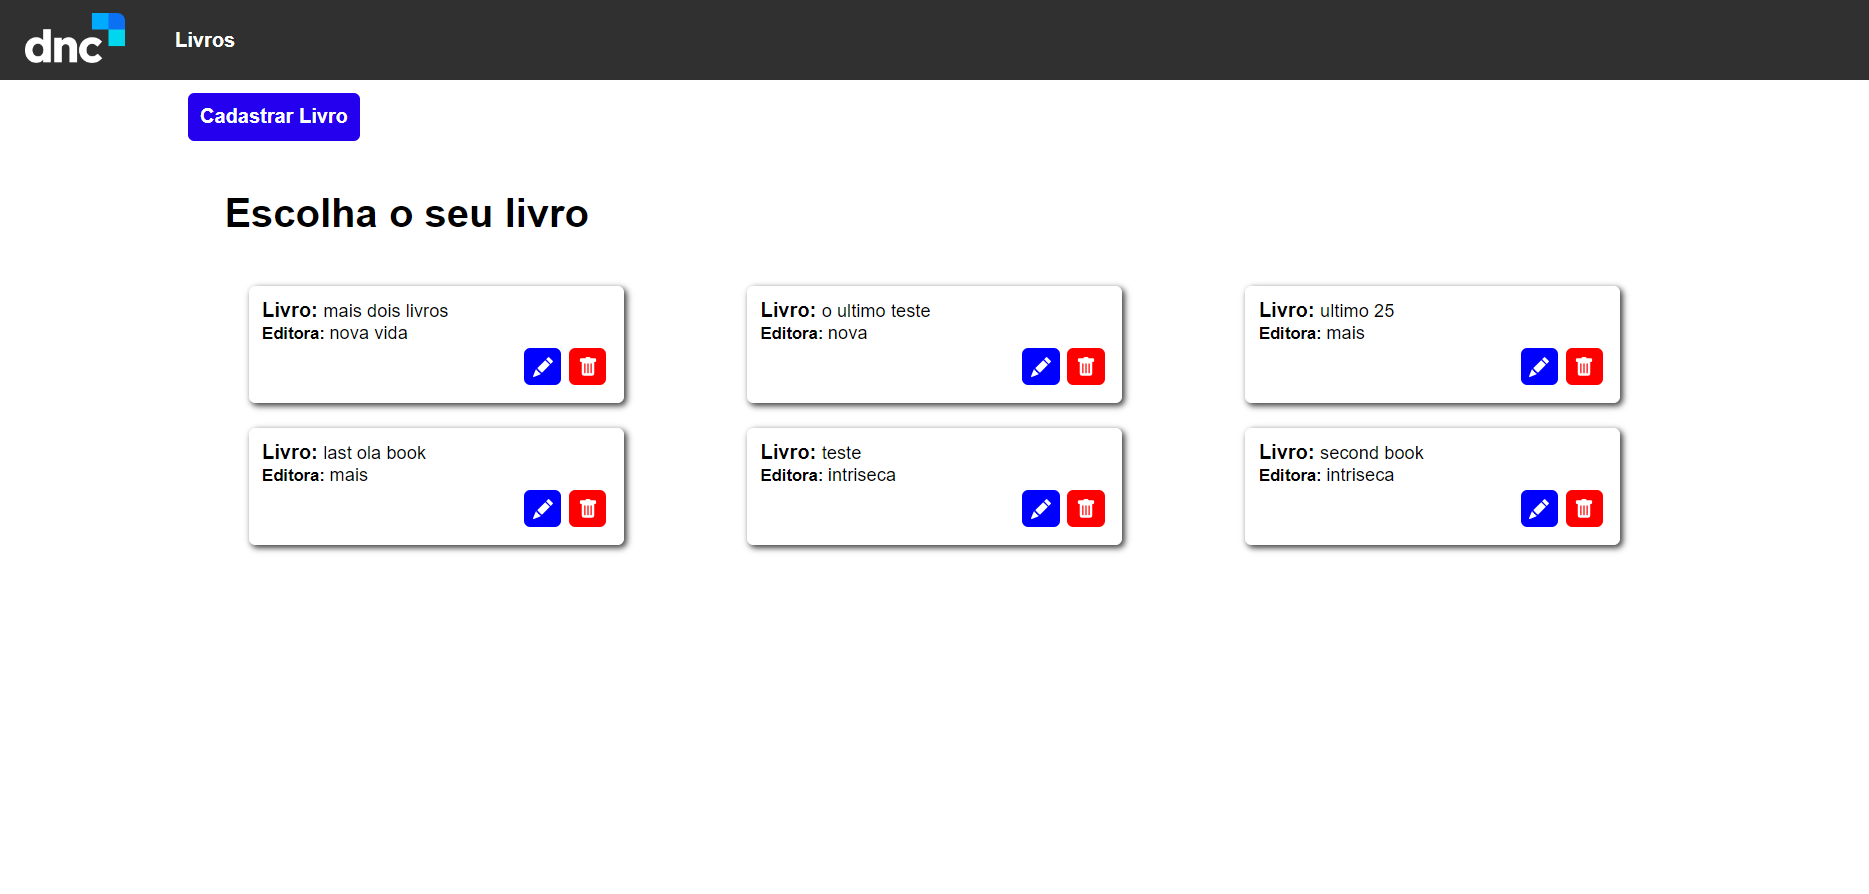 dnc
Livros
Cadastrar Livro
Escolha o seu livro
Livro: mais dois livros
Editora: nova vida
Livro: o ultimo teste
Editora: nova
Livro: ultimo 25
Editora: mais
Livro: last ola book
Editora: mais
Livro: teste
Editora: intriseca
Livro: second book
Editora: intriseca